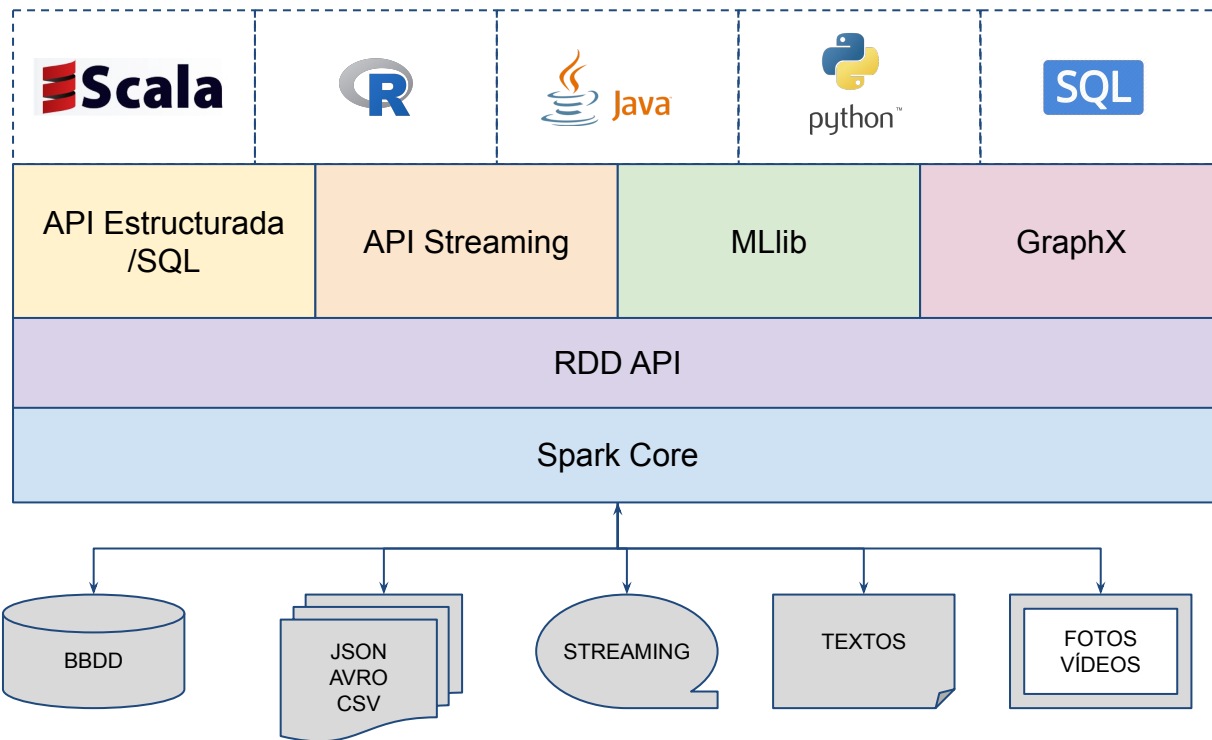 Scala
R
Java
python™
SQL
API Estructurada
/SQL
API Streaming
MLlib
GraphX
RDD API
Spark Core
BBDD
JSON
AVRO
CSV
STREAMING
TEXTOS
FOTOS
VÍDEOS